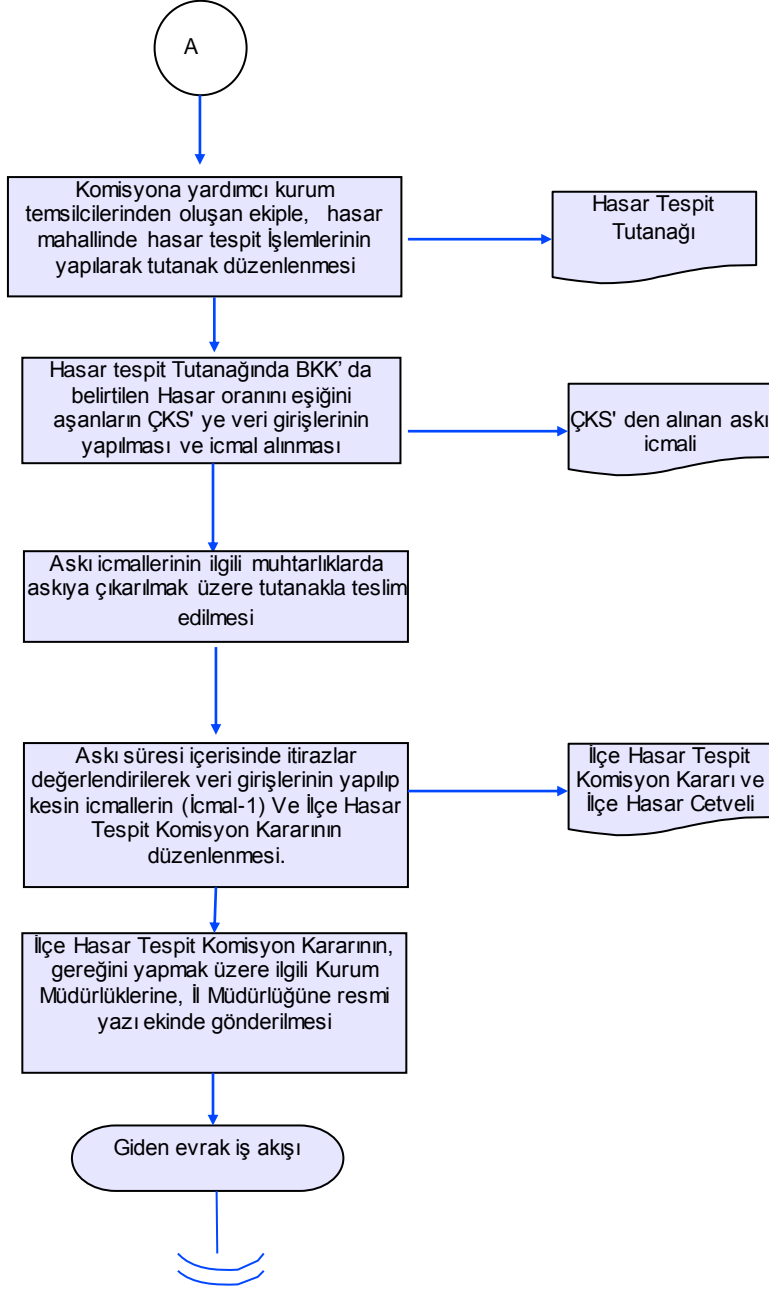 A
Komisyona yardımcı kurum
temsilcilerinden oluşan ekiple, hasar
mahallinde hasar tespit İşlemlerinin
yapılarak tutanak düzenlenmesi
Hasar Tespit
Tutanağı
Hasar tespit Tutanağında BKK’ da
belirtilen Hasar oranını eşiğini
aşanların ÇKS' ye veri girişlerinin
yapılması ve icmal alınması
ÇKS' den alınan askı
icmali
Askı icmallerinin ilgili muhtarlıklarda
askıya çıkarılmak üzere tutanakla teslim
edilmesi
Askı süresi içerisinde itirazlar
değerlendirilerek veri girişlerinin yapılıp
kesin icmallerin (İcmal-1) Ve İlçe Hasar
Tespit Komisyon Kararının
düzenlenmesi.
İlçe Hasar Tespit
Komisyon Kararı ve
İlçe Hasar Cetveli
İlçe Hasar Tespit Komisyon Kararının,
gereğini yapmak üzere ilgili Kurum
Müdürlüklerine, İl Müdürlüğüne resmi
yazı ekinde gönderilmesi
Giden evrak iş akışı